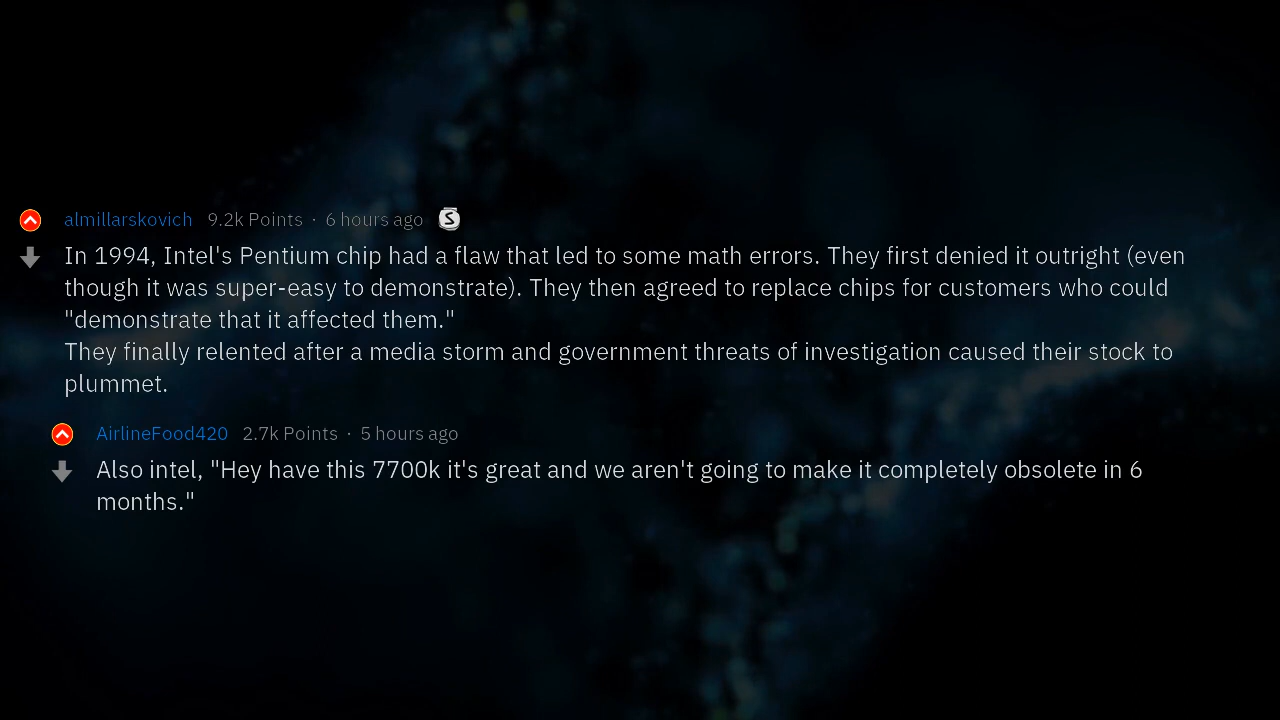 almillarskovich 9.2k Points · 6 hours ago
In 1994, Intel's Pentium chip had a flaw that led to some math errors. They first denied it outright (even
though it was super-easy to demonstrate). They then agreed to replace chips for customers who could
"demonstrate that it affected them."
They finally relented after a media storm and government threats of investigation caused their stock to
plummet.
AirlineFood420 2.7k Points · 5 hours ago
Also intel, "Hey have this 7700k it's great and we aren't going to make it completely obsolete in 6
months."